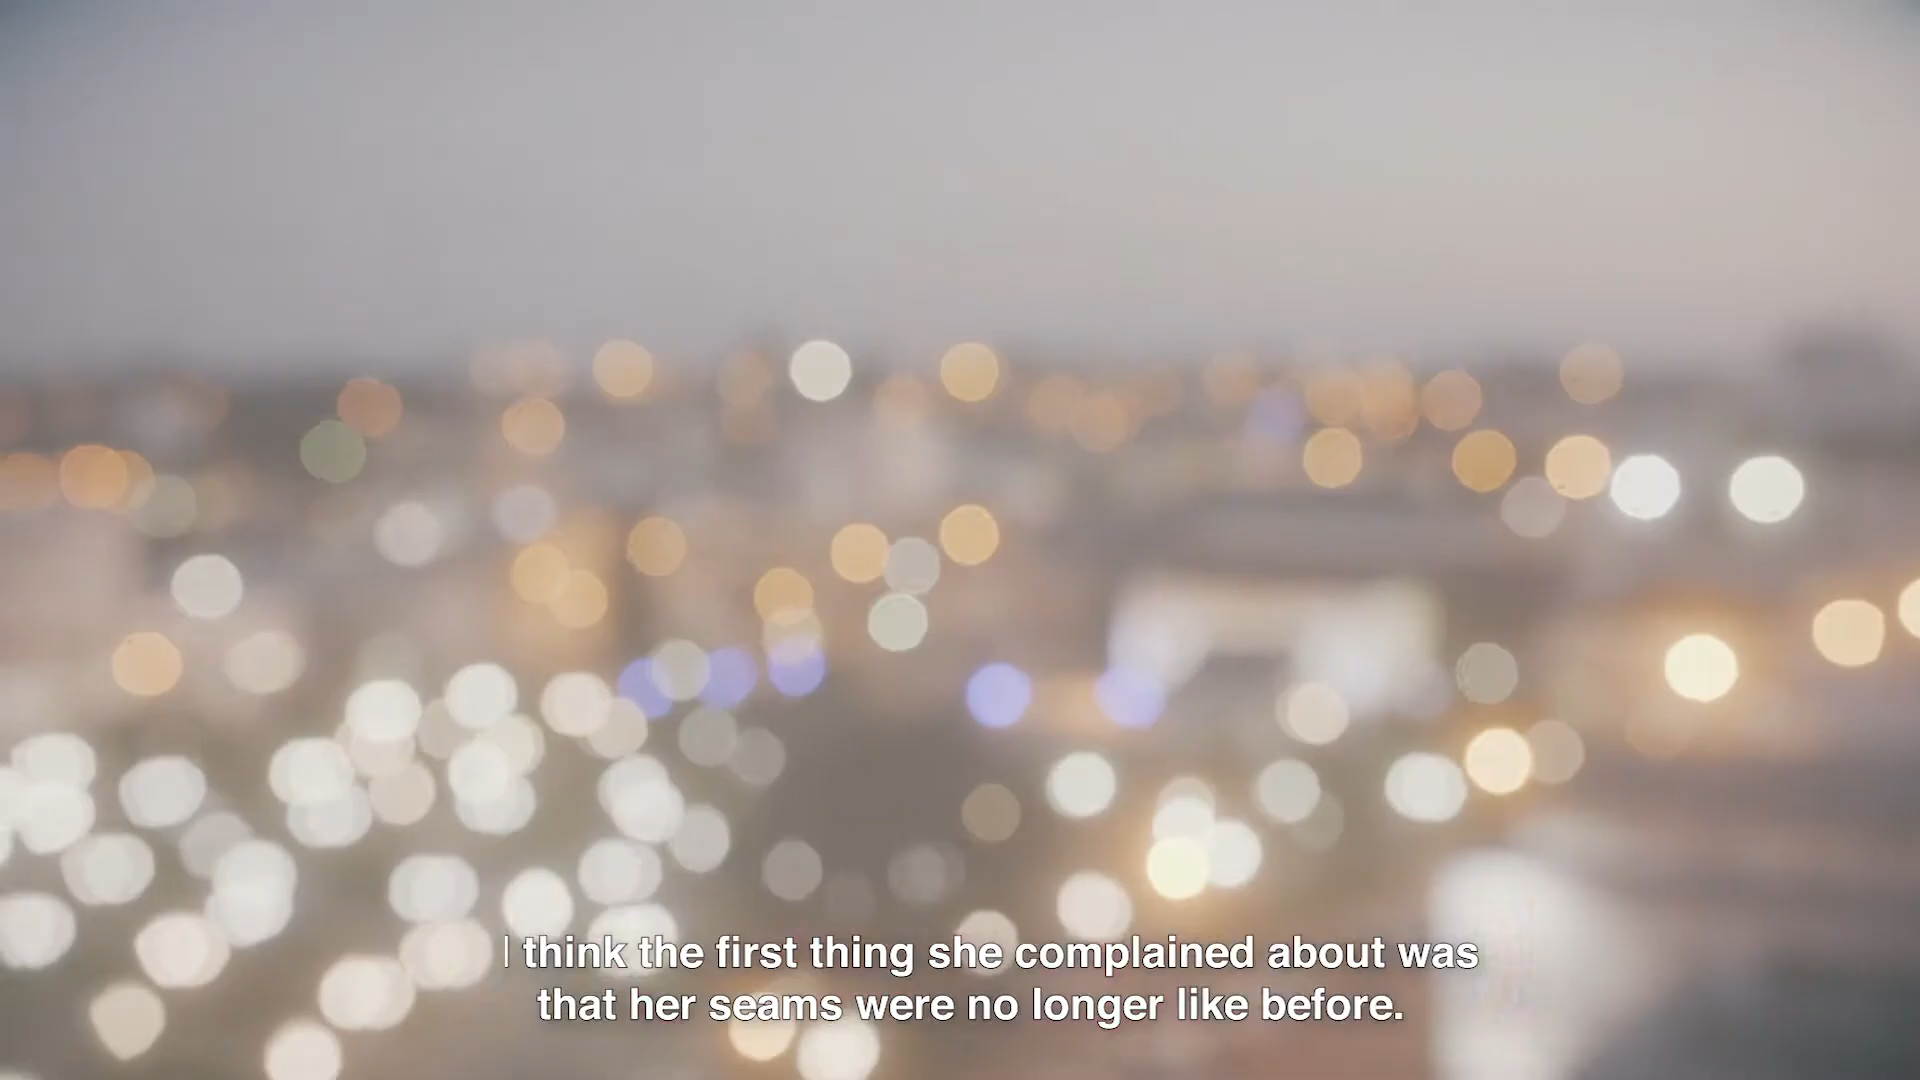 I think the first thing she complained about was
that her seams were no longer like before.